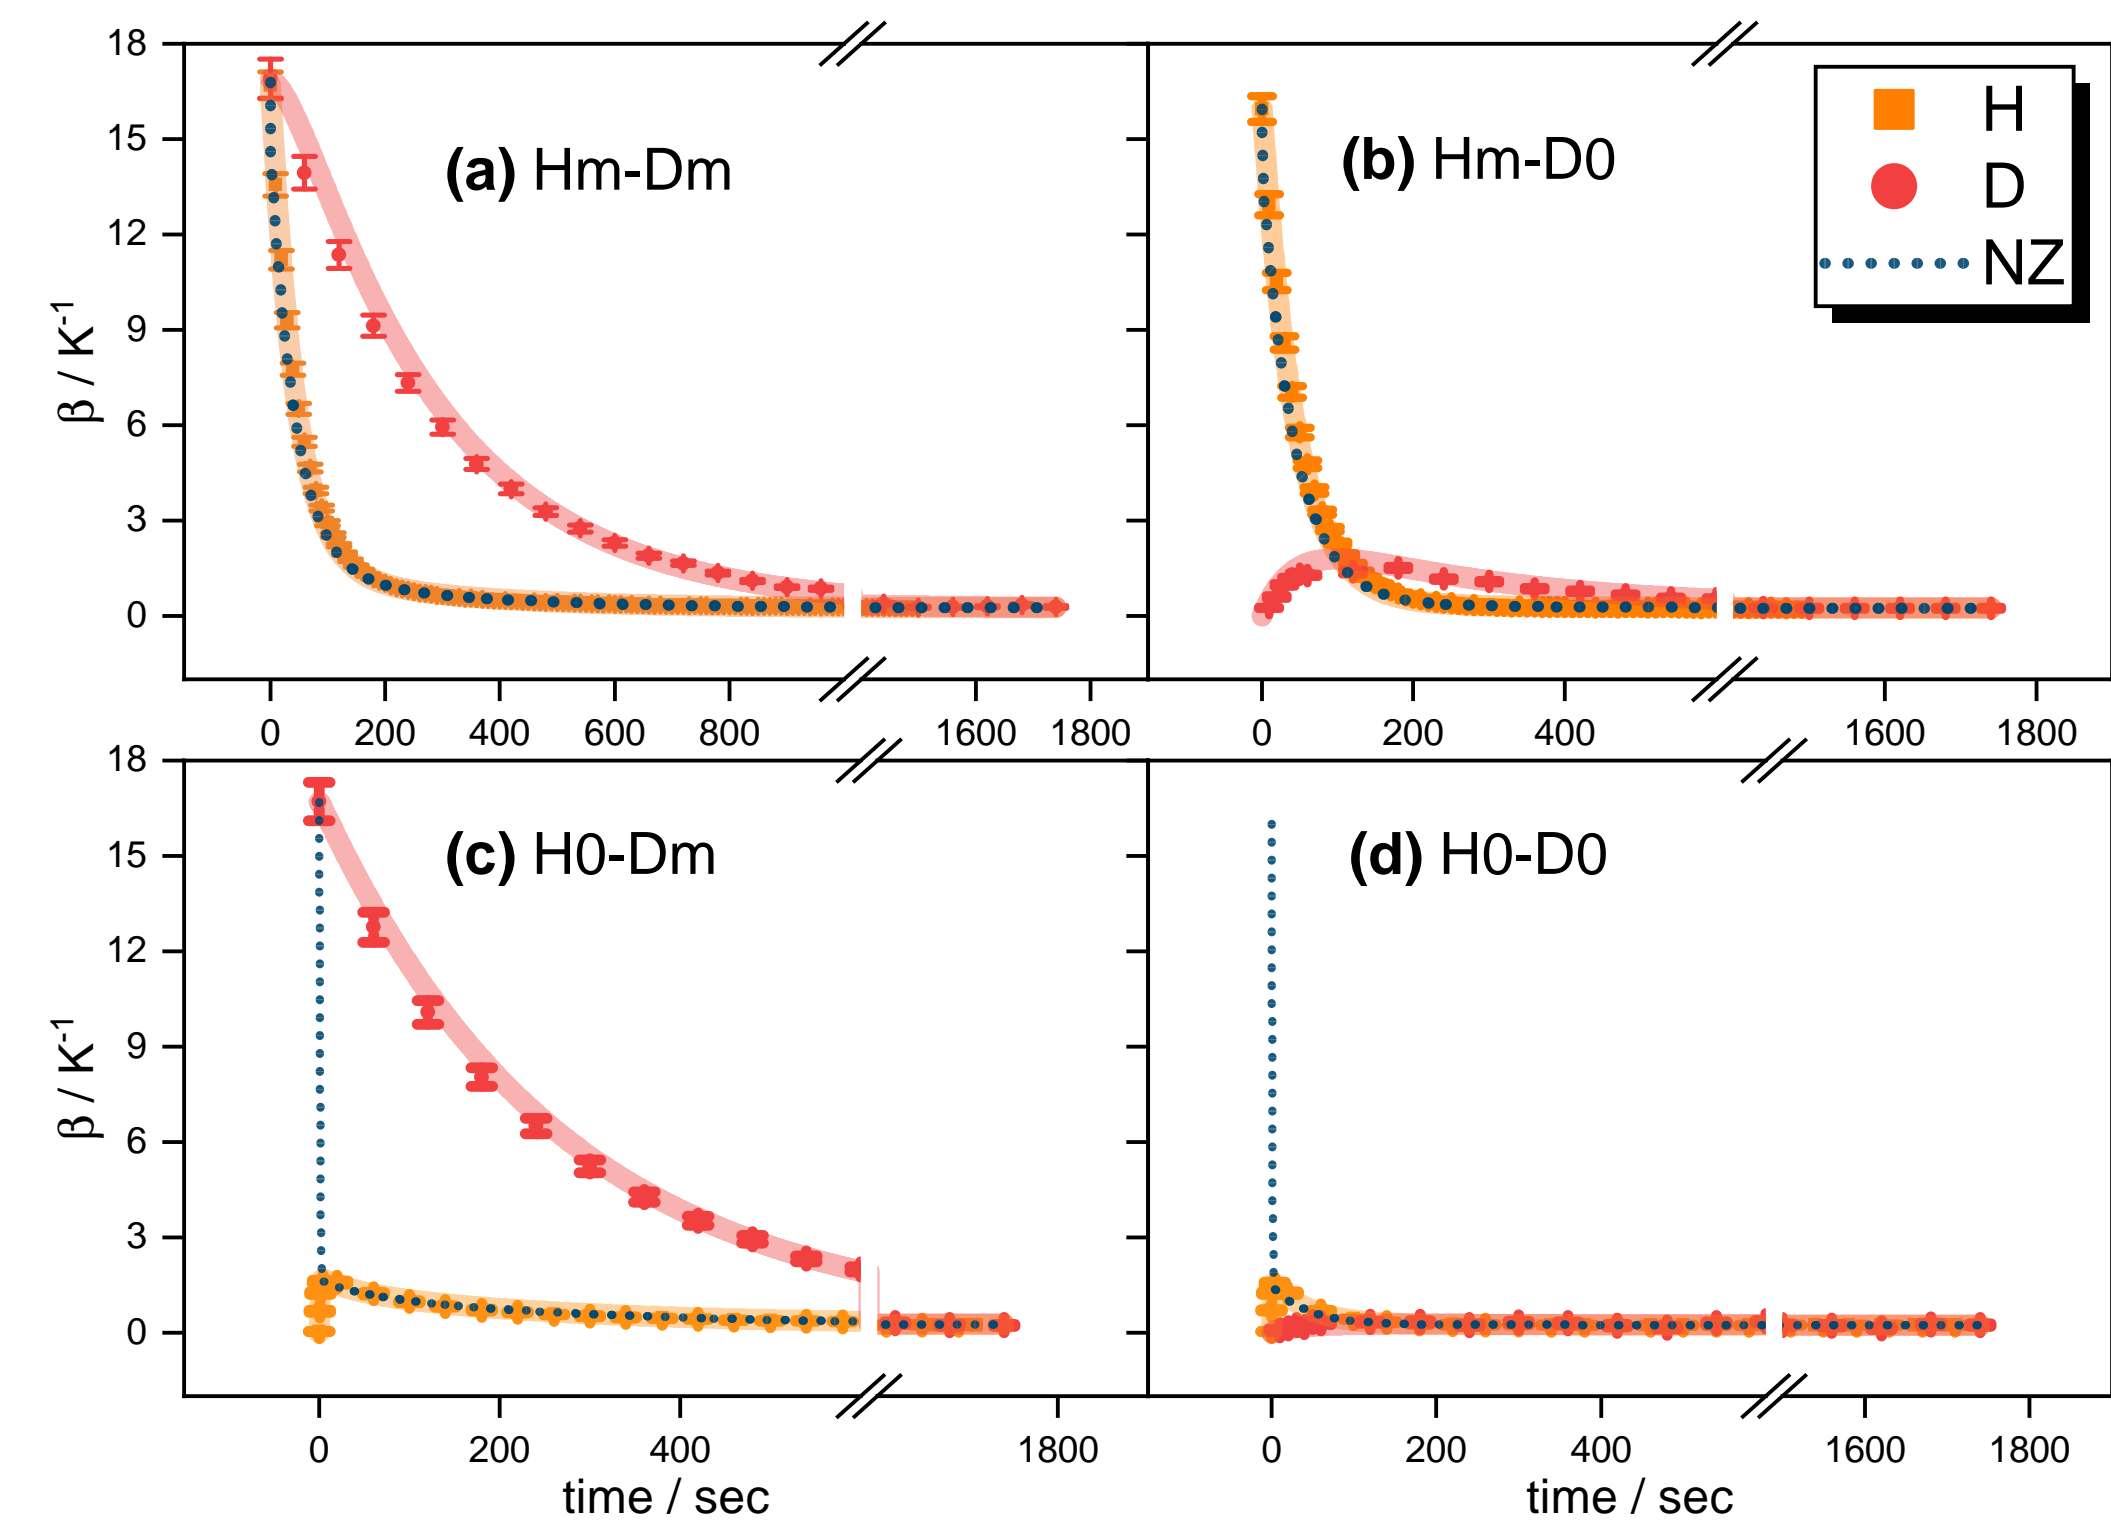 18
15
12
9
6
3
0
β / K⁻¹
(a) Hm-Dm
(b) Hm-D0
H
D
NZ
0 200 400 600 800 1600 1800
0 200 400 1600 1800
18
15
12
9
6
3
0
β / K⁻¹
(c) H0-Dm
(d) H0-D0
0 200 400 1800
0 200 400 1600 1800
time / sec
time / sec